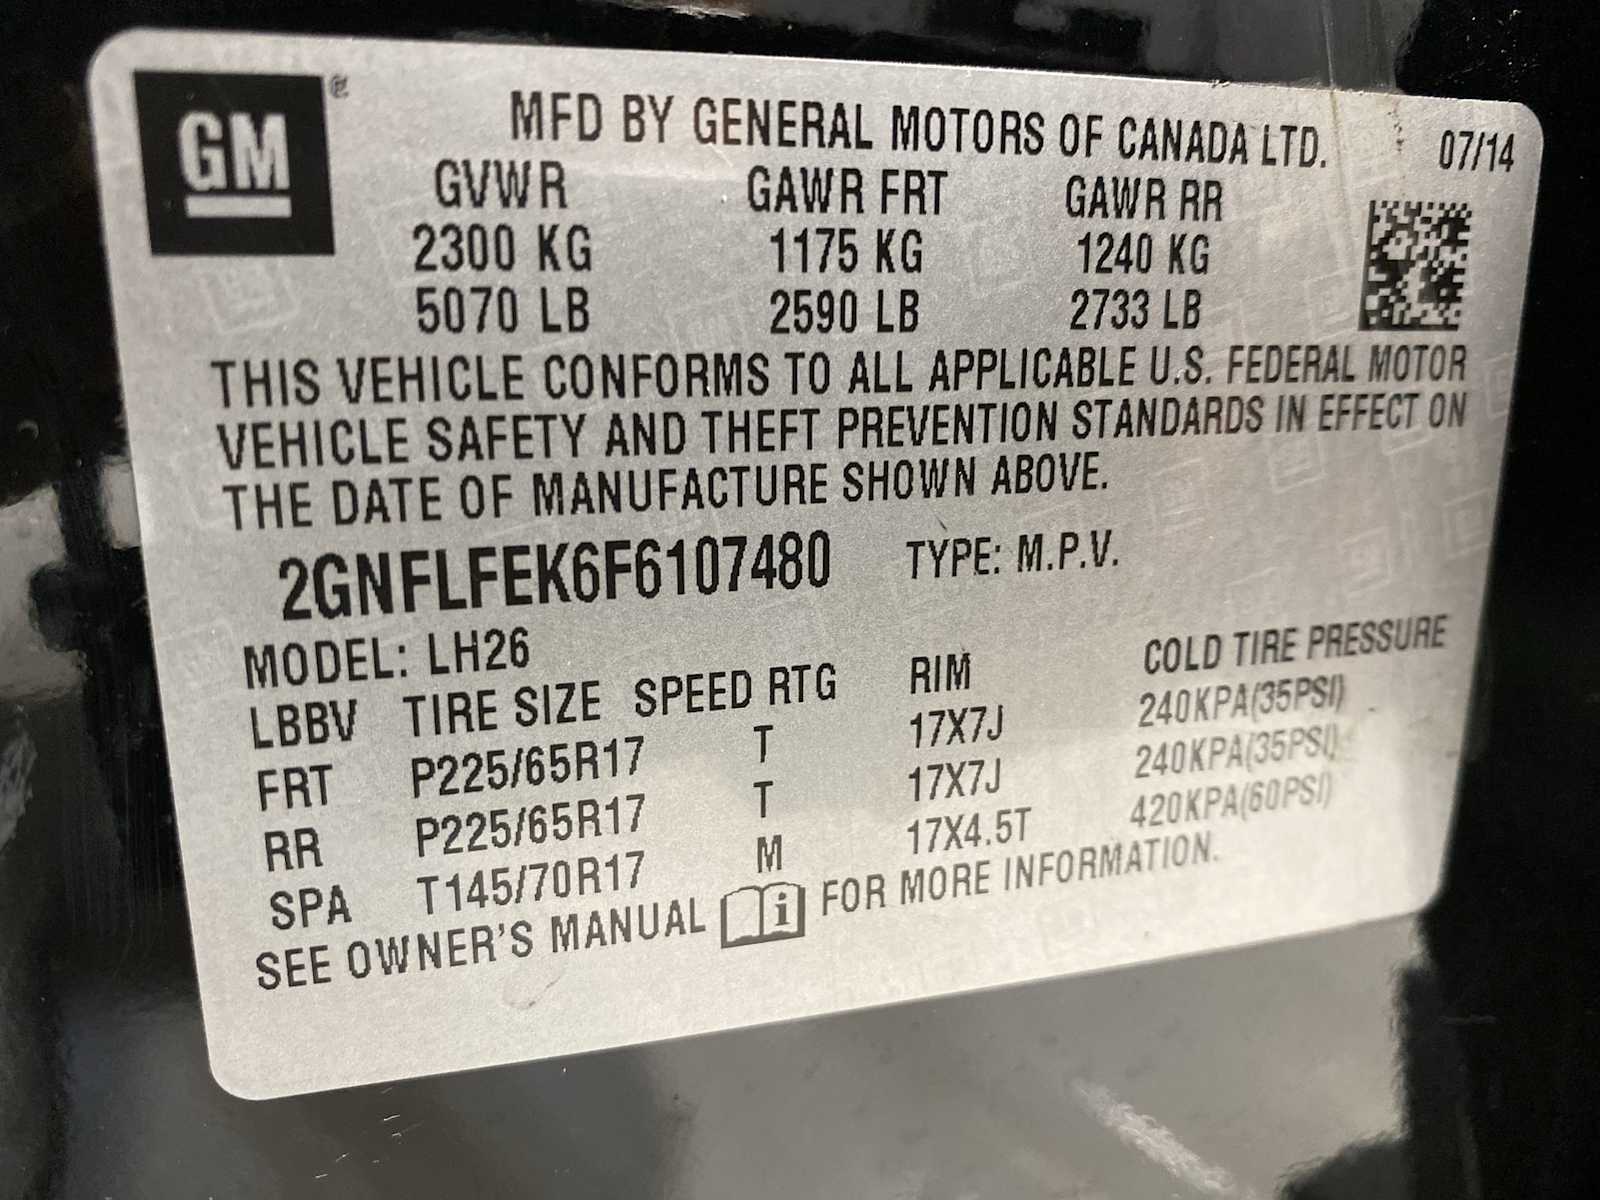 GM
MFD BY GENERAL MOTORS OF CANADA LTD. 07/14
GVWR GAWR FRT GAWR RR
2300 KG 1175 KG 1240 KG
5070 LB 2590 LB 2733 LB
THIS VEHICLE CONFORMS TO ALL APPLICABLE U.S. FEDERAL MOTOR
VEHICLE SAFETY AND THEFT PREVENTION STANDARDS IN EFFECT ON
THE DATE OF MANUFACTURE SHOWN ABOVE.
2GNFLFEK6F6107480 TYPE: M.P.V.
MODEL: LH26
LBBV TIRE SIZE SPEED RTG RIM COLD TIRE PRESSURE
FRT P225/65R17 T 17X7J 240KPA(35PSI)
RR P225/65R17 T 17X7J 240KPA(35PSI)
SPA T145/70R17 M 17X4.5T 420KPA(60PSI)
SEE OWNER'S MANUAL i FOR MORE INFORMATION.